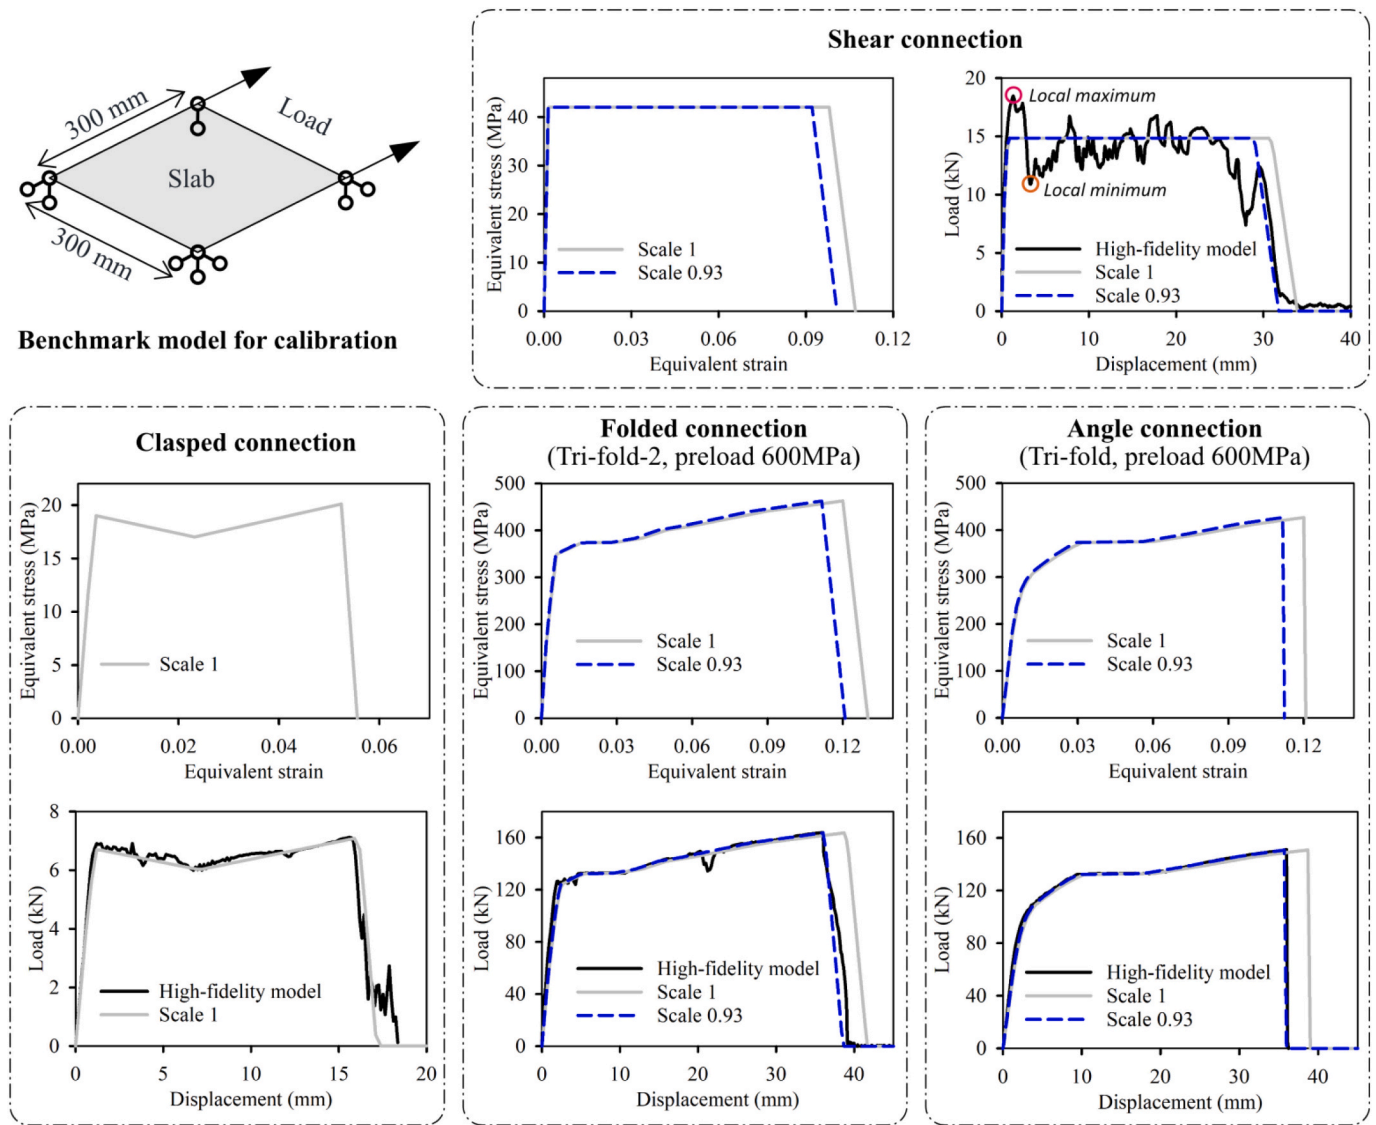 300 mm
Load
Slab
300 mm
Benchmark model for calibration
Shear connection
Equivalent stress (MPa)
40
30
20
10
0
Scale 1
Scale 0.93
0.00 0.03 0.06 0.09 0.12
Equivalent strain
Load (kN)
20
15
10
5
0
Local maximum
Local minimum
High-fidelity model
Scale 1
Scale 0.93
0 10 20 30 40
Displacement (mm)
Clasped connection
Equivalent stress (MPa)
20
15
10
5
0
Scale 1
0.00 0.02 0.04 0.06
Equivalent strain
Load (kN)
8
6
4
2
0
High-fidelity model
Scale 1
0 5 10 15 20
Displacement (mm)
Folded connection
(Tri-fold-2, preload 600MPa)
Equivalent stress (MPa)
500
400
300
200
100
0
Scale 1
Scale 0.93
0.00 0.03 0.06 0.09 0.12
Equivalent strain
Load (kN)
160
120
80
40
0
High-fidelity model
Scale 1
Scale 0.93
0 10 20 30 40
Displacement (mm)
Angle connection
(Tri-fold, preload 600MPa)
Equivalent stress (MPa)
500
400
300
200
100
0
Scale 1
Scale 0.93
0.00 0.03 0.06 0.09 0.12
Equivalent strain
Load (kN)
160
120
80
40
0
High-fidelity model
Scale 1
Scale 0.93
0 10 20 30 40
Displacement (mm)